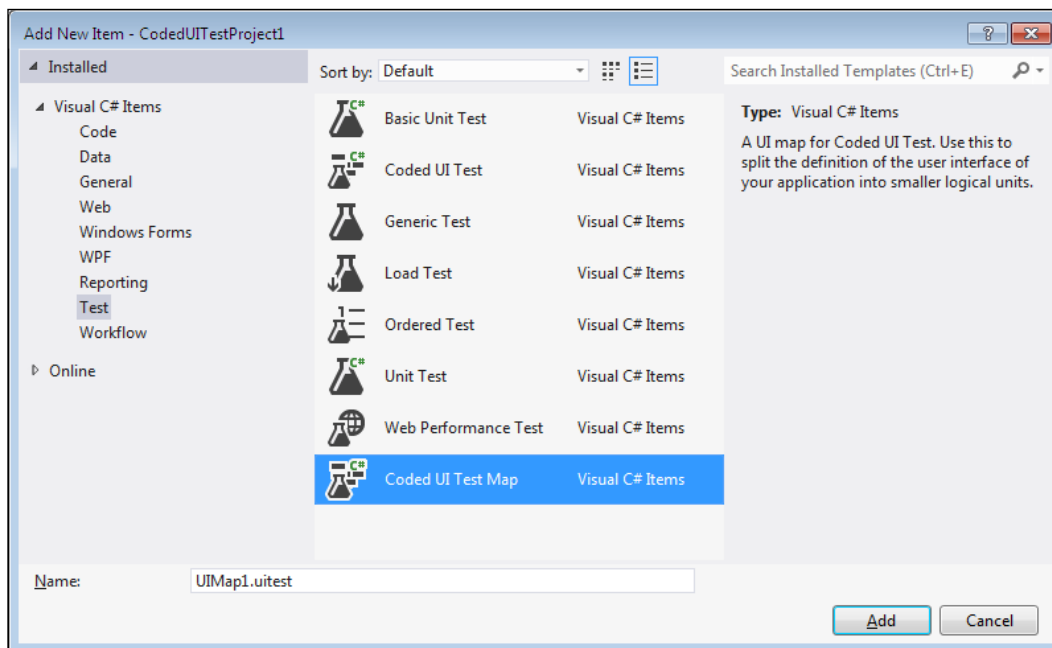 Add New Item - CodedUITestProject1
Installed
Sort by: Default
Search Installed Templates (Ctrl+E)
Visual C# Items
Code
Data
General
Web
Windows Forms
WPF
Reporting
Test
Workflow
Online
C#
Basic Unit Test Visual C# Items
C#
Coded UI Test Visual C# Items
Generic Test Visual C# Items
Load Test Visual C# Items
Ordered Test Visual C# Items
C#
Unit Test Visual C# Items
Web Performance Test Visual C# Items
C#
Coded UI Test Map Visual C# Items
Type: Visual C# Items
A UI map for Coded UI Test. Use this to
split the definition of the user interface of
your application into smaller logical units.
Name: UIMap1.uitest
Add Cancel